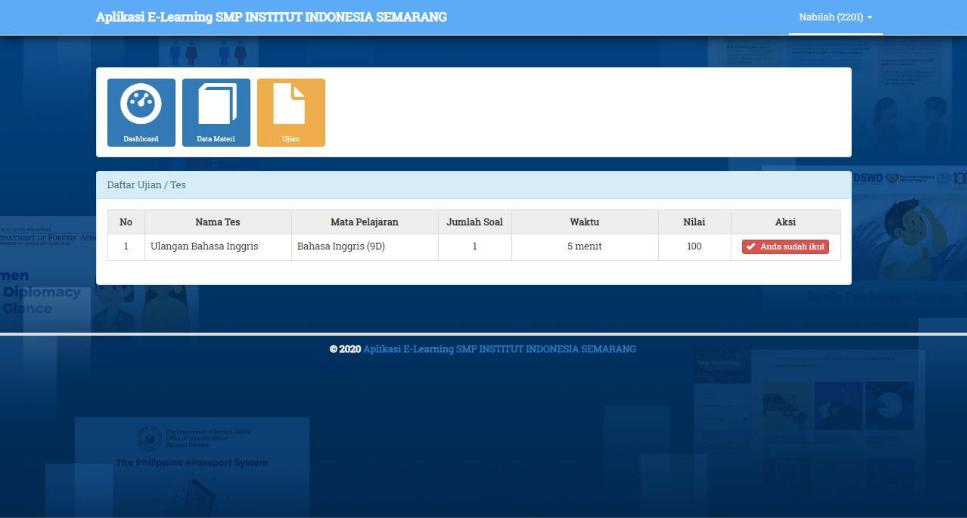 Aplikasi E-Learning SMP INSTITUT INDONESIA SEMARANG
Nabilah (2201)
Dashboard
Data Materi
Ujian
Daftar Ujian / Tes
No Nama Tes Mata Pelajaran Jumlah Soal Waktu Nilai Aksi
1 Ulangan Bahasa Inggris Bahasa Inggris (9D) 1 5 menit 100 Anda sudah ikut
DSWD
men
Diplomacy
Glance
© 2020 Aplikasi E-Learning SMP INSTITUT INDONESIA SEMARANG
The Philippine ePassport System